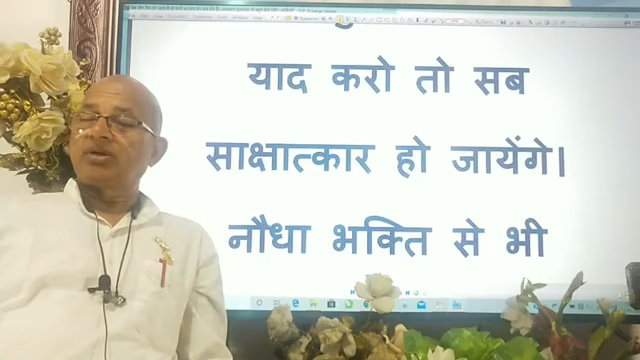 याद करो तो सब
साक्षात्कार हो जायेंगे।
नौधा भक्ति से भी